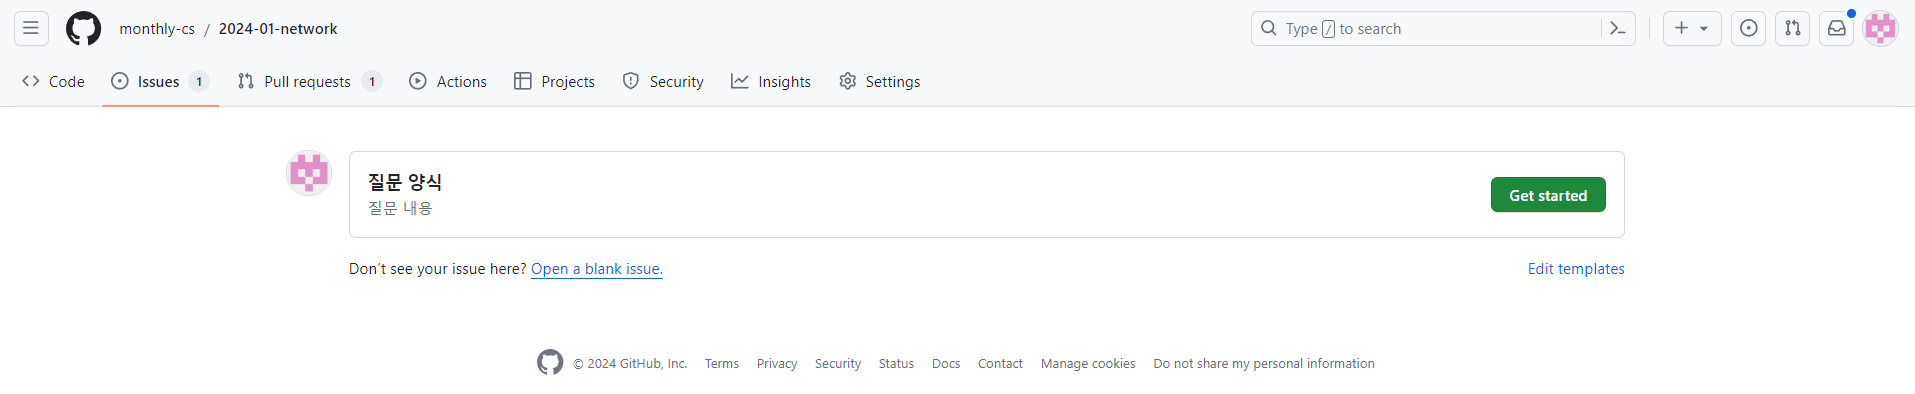 monthly-cs / 2024-01-network
Type / to search
Code Issues 1 Pull requests 1 Actions Projects Security Insights Settings
질문 양식
질문 내용
Get started
Don't see your issue here? Open a blank issue.
Edit templates
© 2024 GitHub, Inc. Terms Privacy Security Status Docs Contact Manage cookies Do not share my personal information